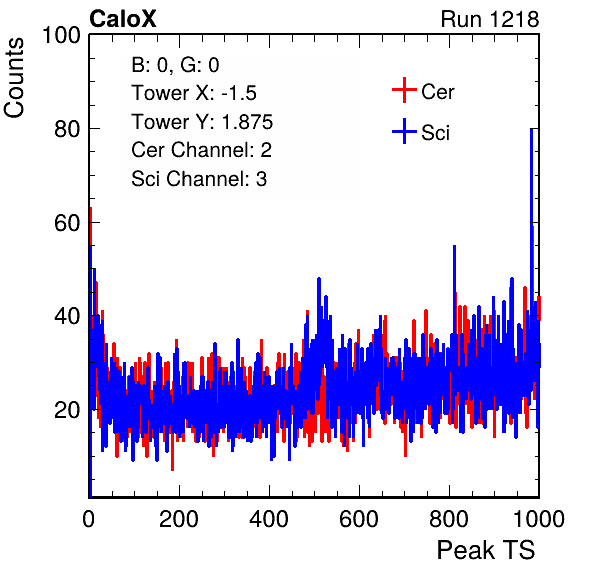 CaloX Run 1218
Counts
100
80
60
40
20
B: 0, G: 0
Tower X: -1.5
Tower Y: 1.875
Cer Channel: 2
Sci Channel: 3
Cer
Sci
0 200 400 600 800 1000
Peak TS